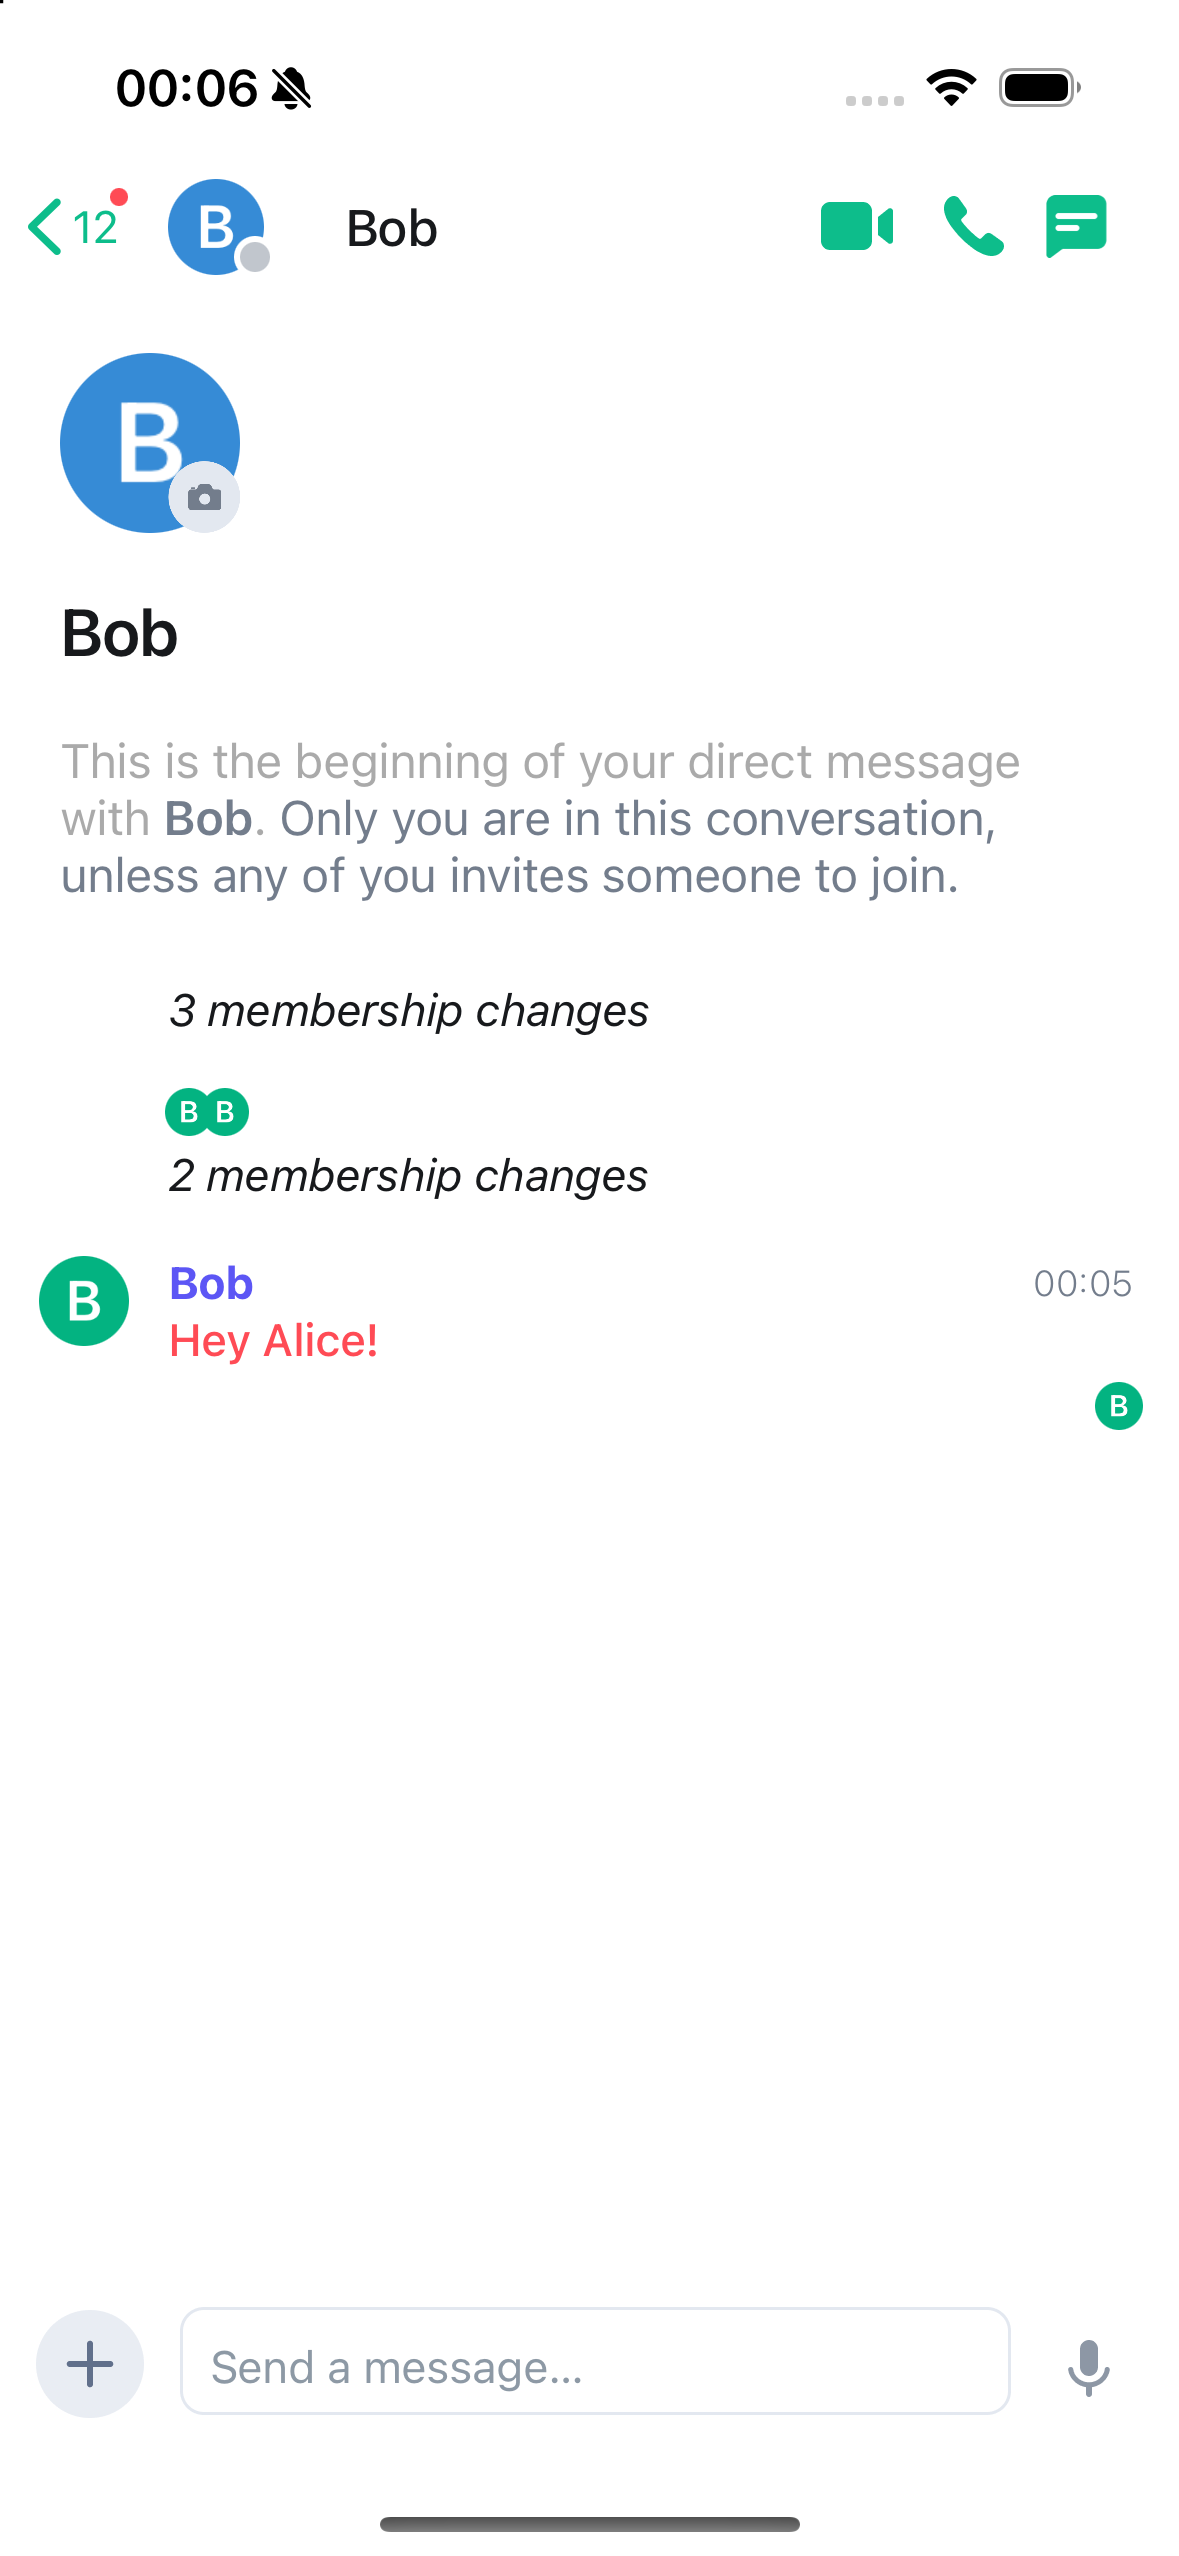 00:06
12
B
Bob
B
Bob
This is the beginning of your direct message
with Bob. Only you are in this conversation,
unless any of you invites someone to join.
3 membership changes
B B
2 membership changes
B
Bob
00:05
Hey Alice!
B
Send a message...